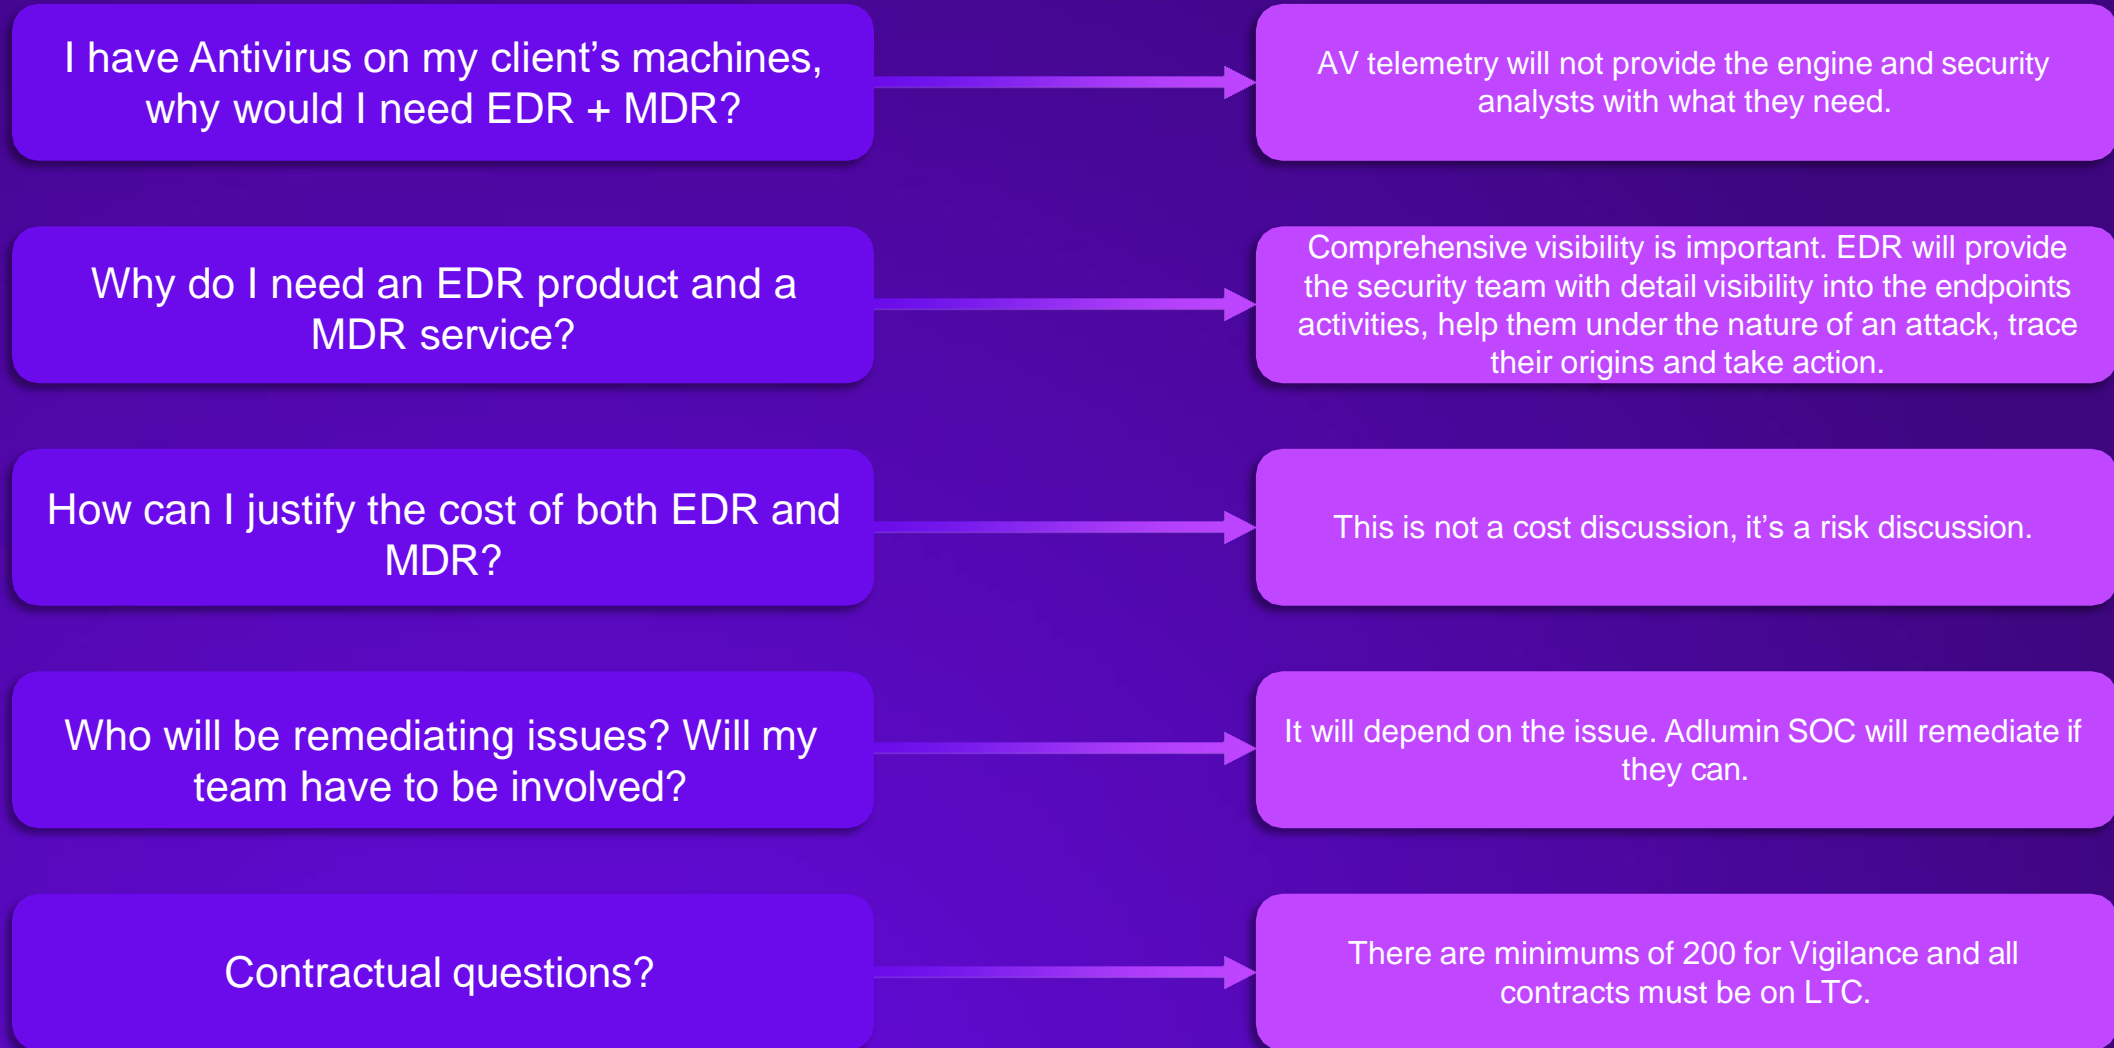 I have Antivirus on my client’s machines,
why would I need EDR + MDR?
AV telemetry will not provide the engine and security
analysts with what they need.
Why do I need an EDR product and a
MDR service?
Comprehensive visibility is important. EDR will provide
the security team with detail visibility into the endpoints
activities, help them under the nature of an attack, trace
their origins and take action.
How can I justify the cost of both EDR and
MDR?
This is not a cost discussion, it’s a risk discussion.
Who will be remediating issues? Will my
team have to be involved?
It will depend on the issue. Adlumin SOC will remediate if
they can.
Contractual questions?
There are minimums of 200 for Vigilance and all
contracts must be on LTC.